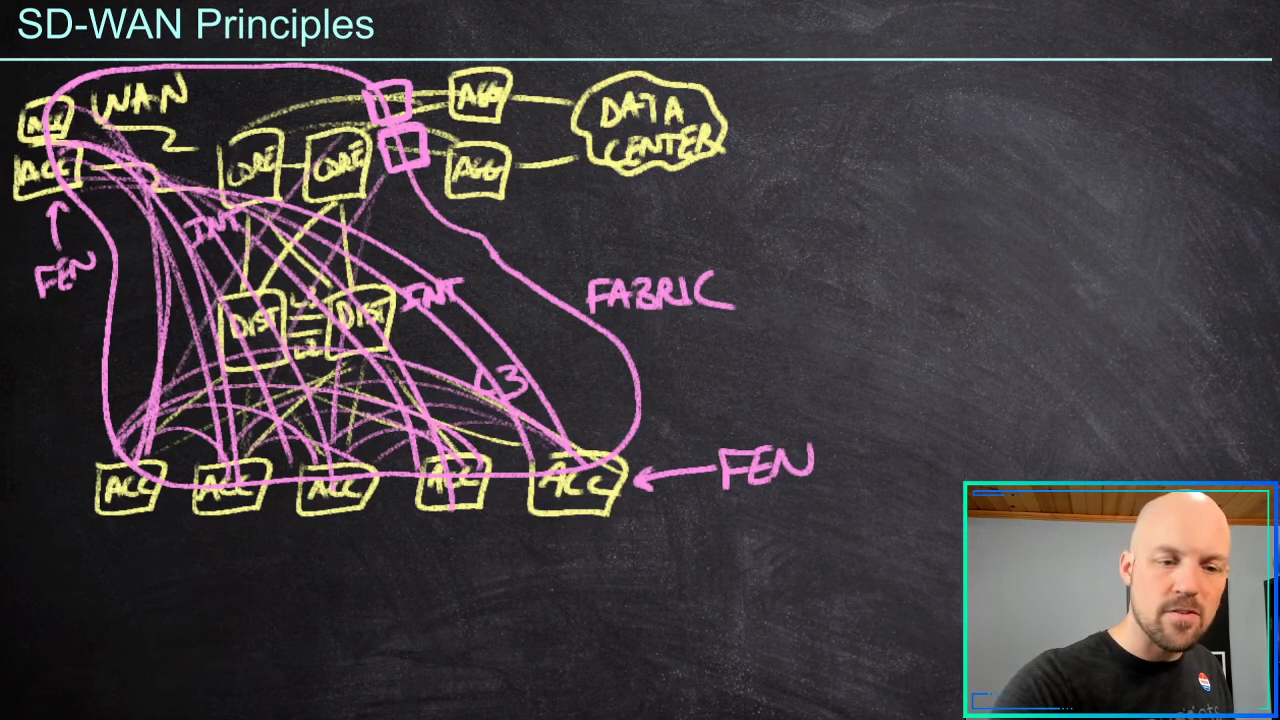 SD-WAN Principles
WAN
AGG
DATA
CENTER
ACC
CORE
CORE
AGG
INT
FEN
INT
FABRIC
DIST
DIST
L3
ACC
ACC
ACC
ACC
ACC
FEN